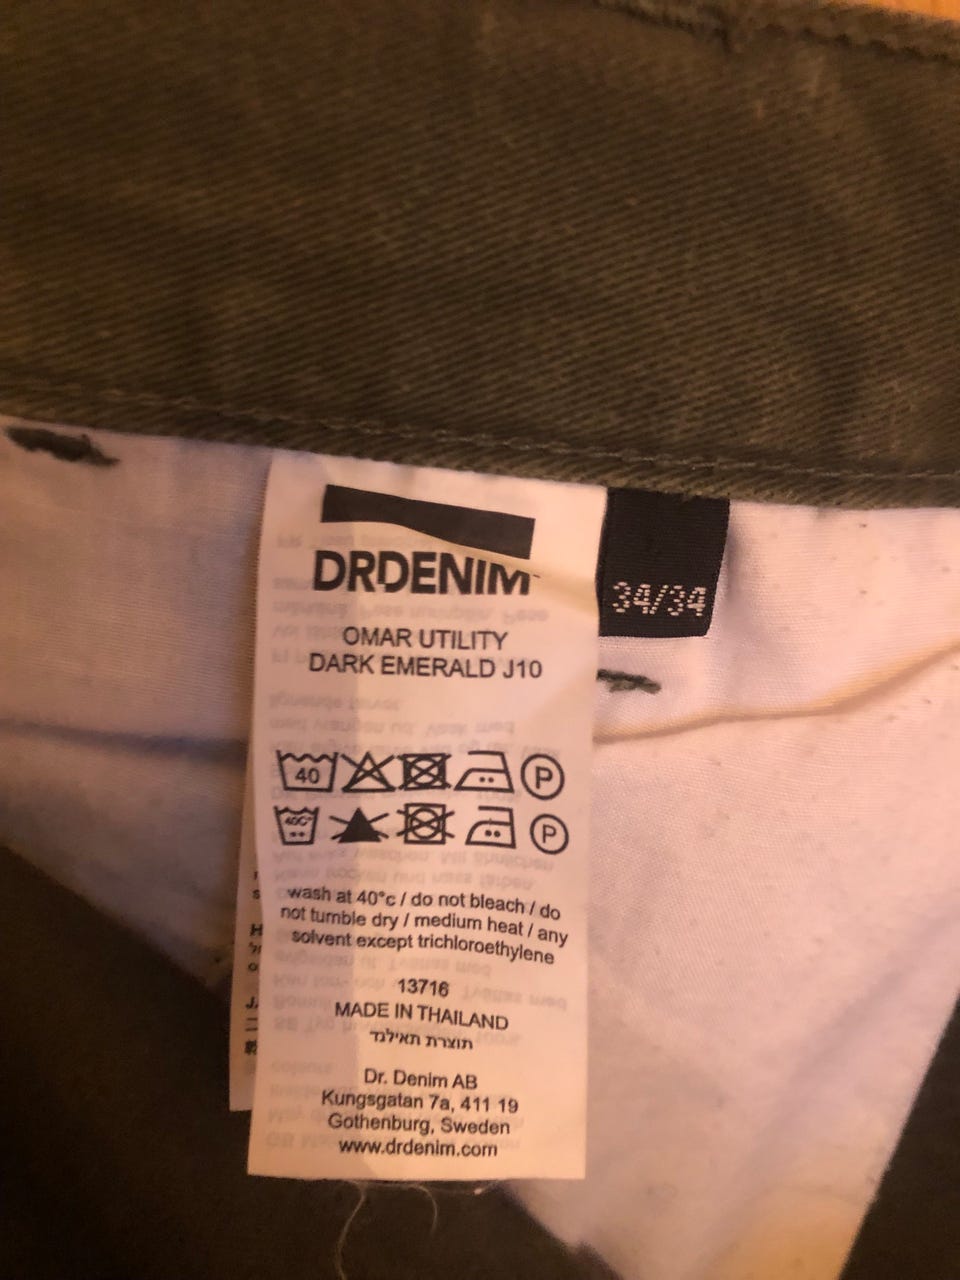 DRDENIM
34/34
OMAR UTILITY
DARK EMERALD J10
40
P
40C°
P
wash at 40°c / do not bleach / do
not tumble dry / medium heat / any
solvent except trichloroethylene
13716
MADE IN THAILAND
תוצרת תאילנד
Dr. Denim AB
Kungsgatan 7a, 411 19
Gothenburg, Sweden
www.drdenim.com